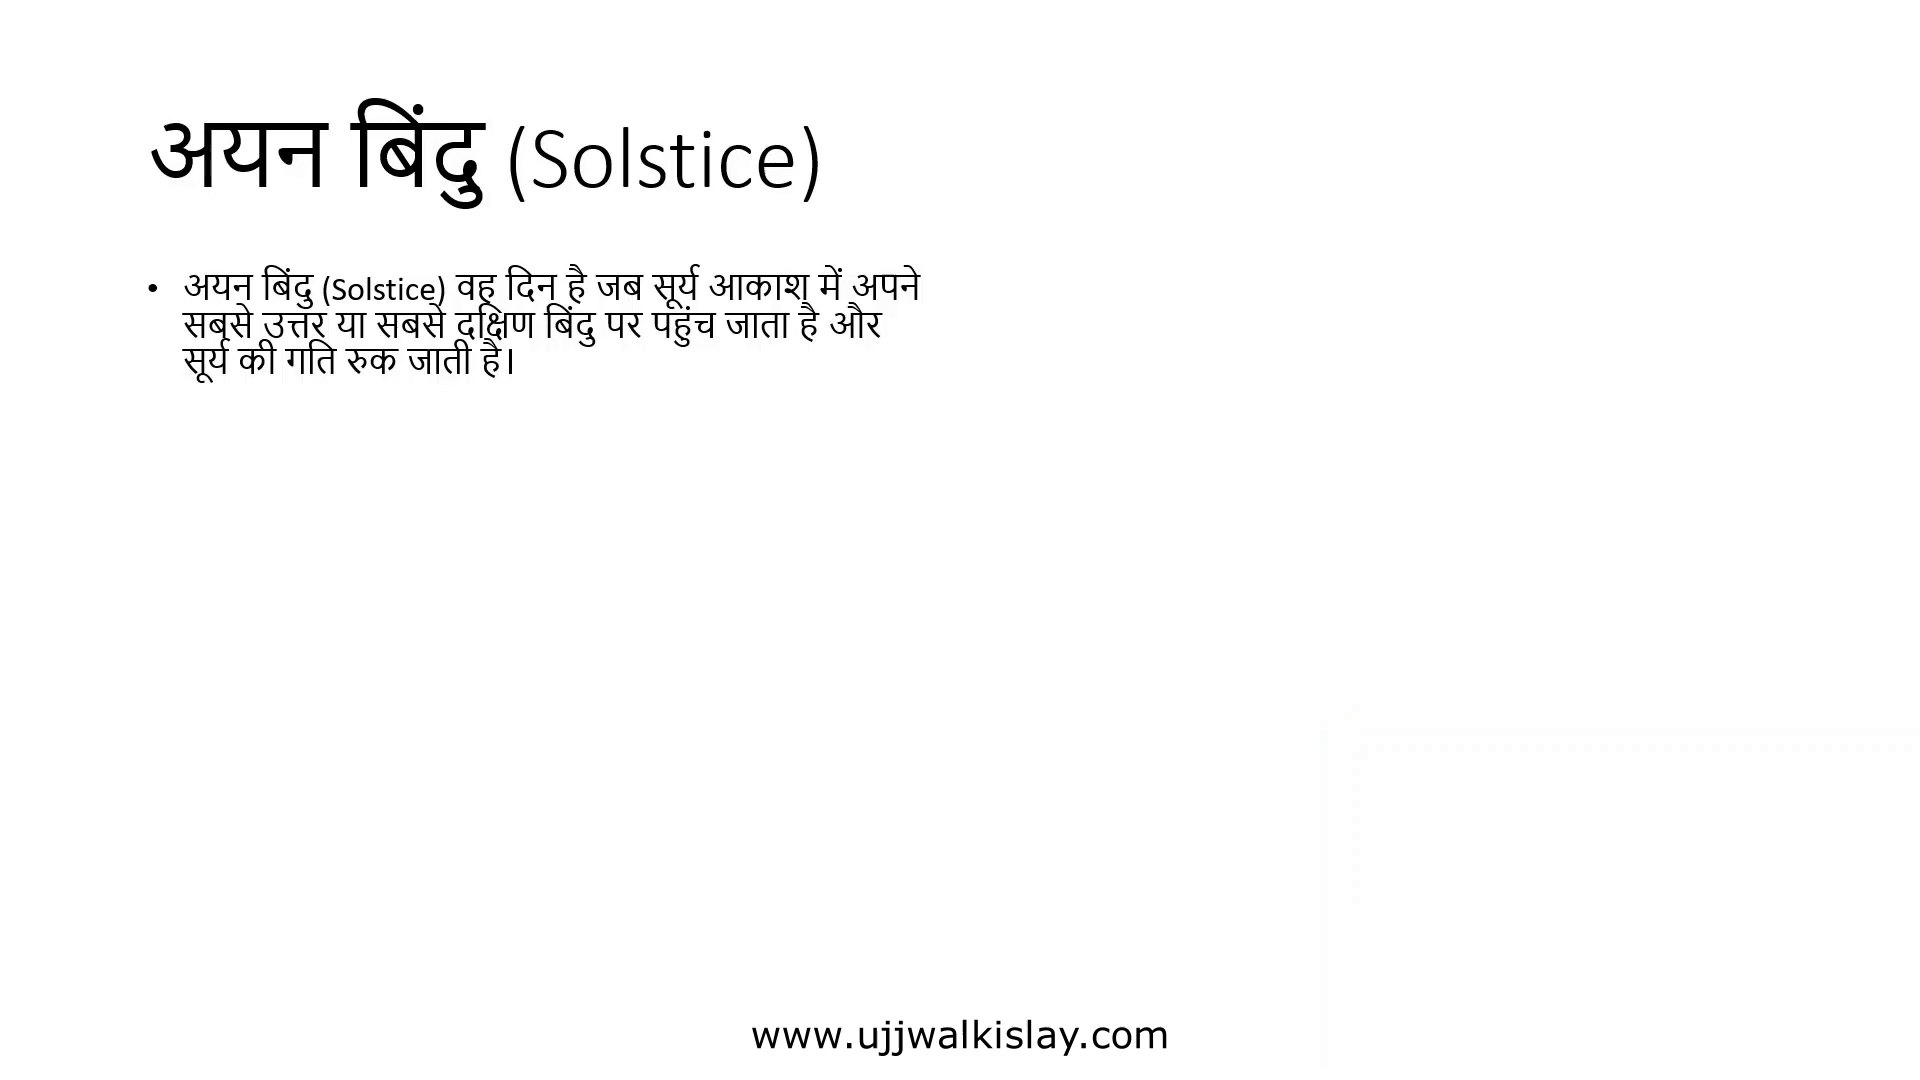 अयन बिंदु (Solstice)
• अयन बिंदु (Solstice) वह दिन है जब सूर्य आकाश में अपने
सबसे उत्तर या सबसे दक्षिण बिंदु पर पहुंच जाता है और
सूर्य की गति रुक जाती है।
www.ujjwalkislay.com